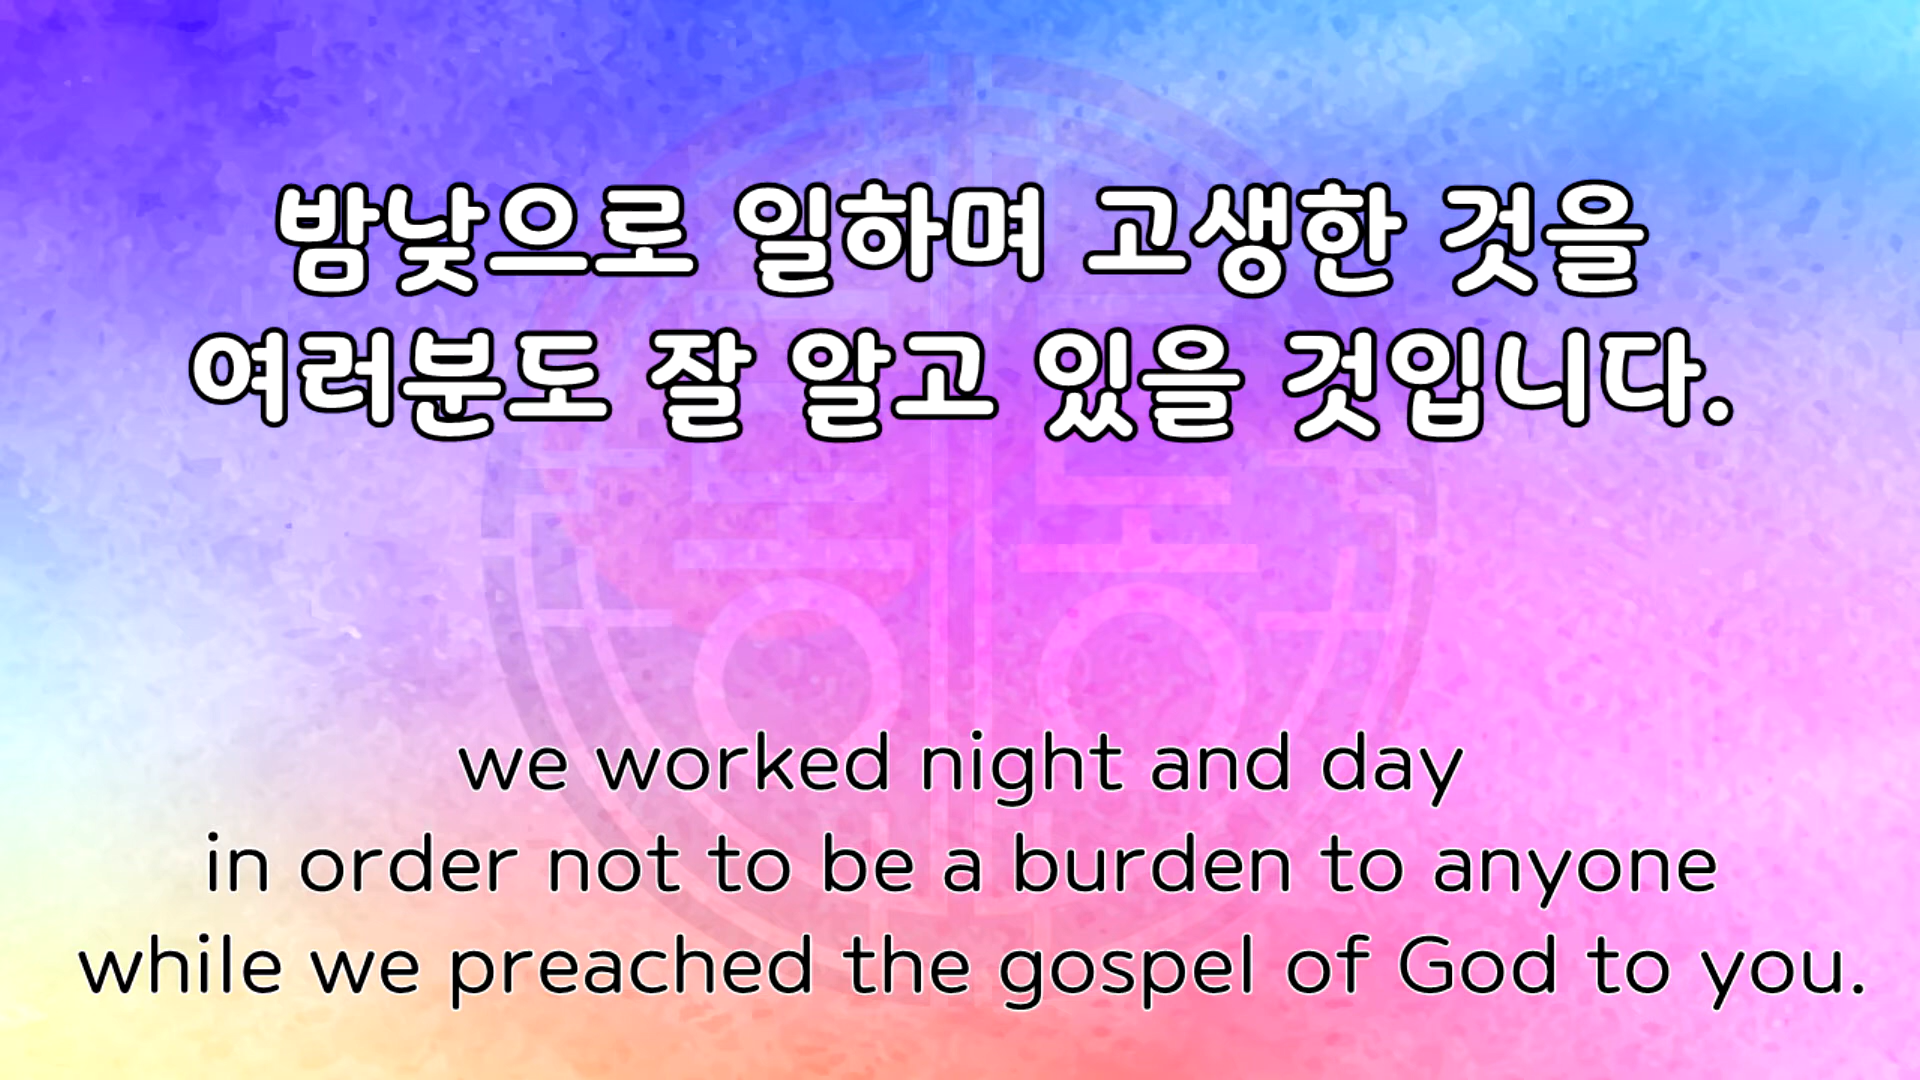 밤낮으로 일하며 고생한 것을
여러분도 잘 알고 있을 것입니다.
we worked night and day
in order not to be a burden to anyone
while we preached the gospel of God to you.